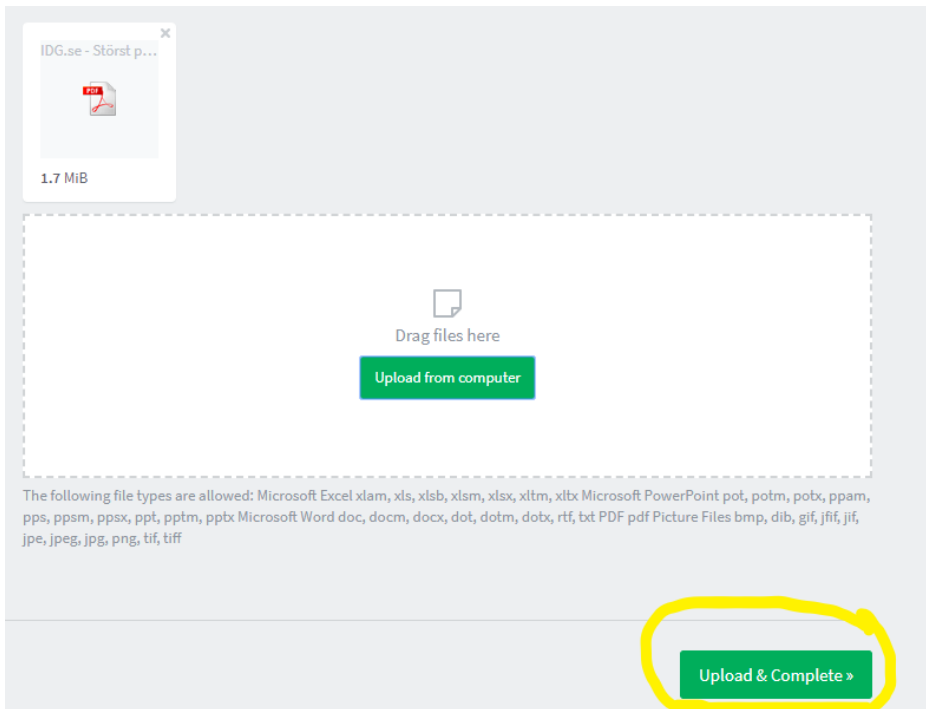 IDG.se - Störst p...
PDF
1.7 MiB
Drag files here
Upload from computer
The following file types are allowed: Microsoft Excel xlam, xls, xlsb, xlsm, xlsx, xltm, xltx Microsoft PowerPoint pot, potm, potx, ppam,
pps, ppsm, ppsx, ppt, pptm, pptx Microsoft Word doc, docm, docx, dot, dotm, dotx, rtf, txt PDF pdf Picture Files bmp, dib, gif, jfif, jif,
jpe, jpeg, jpg, png, tif, tiff
Upload & Complete »